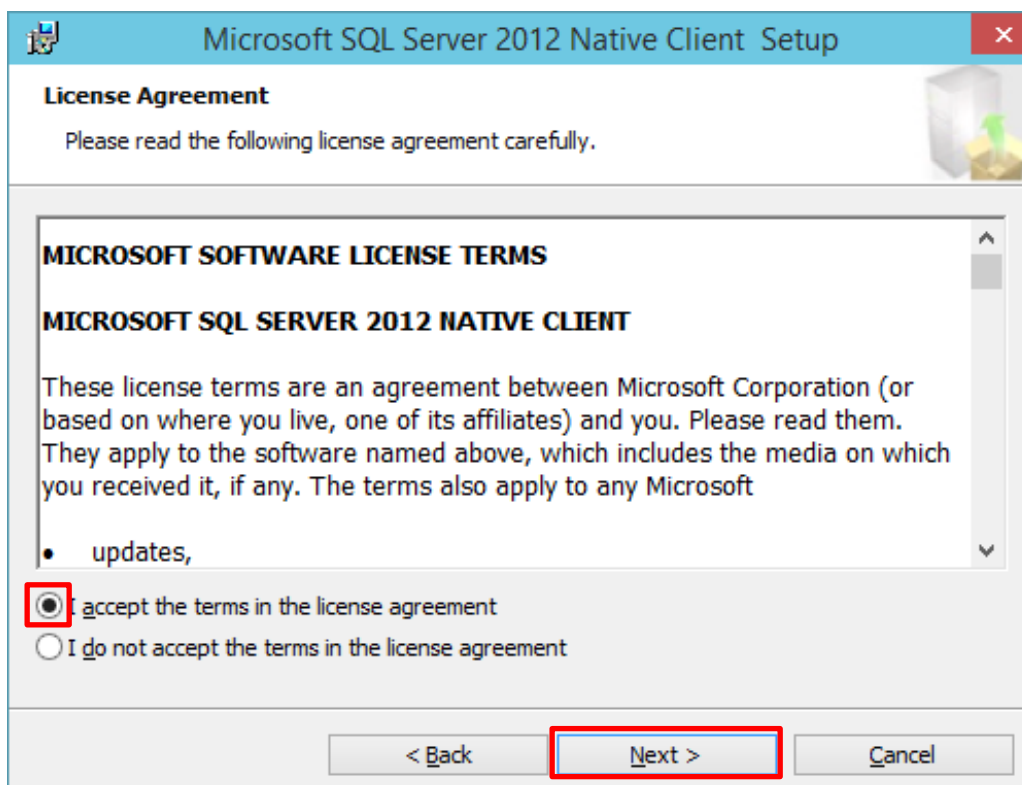 Microsoft SQL Server 2012 Native Client  Setup
License Agreement
Please read the following license agreement carefully.
MICROSOFT SOFTWARE LICENSE TERMS
MICROSOFT SQL SERVER 2012 NATIVE CLIENT
These license terms are an agreement between Microsoft Corporation (or
based on where you live, one of its affiliates) and you. Please read them.
They apply to the software named above, which includes the media on which
you received it, if any. The terms also apply to any Microsoft
• updates,
I accept the terms in the license agreement
I do not accept the terms in the license agreement
< Back Next > Cancel